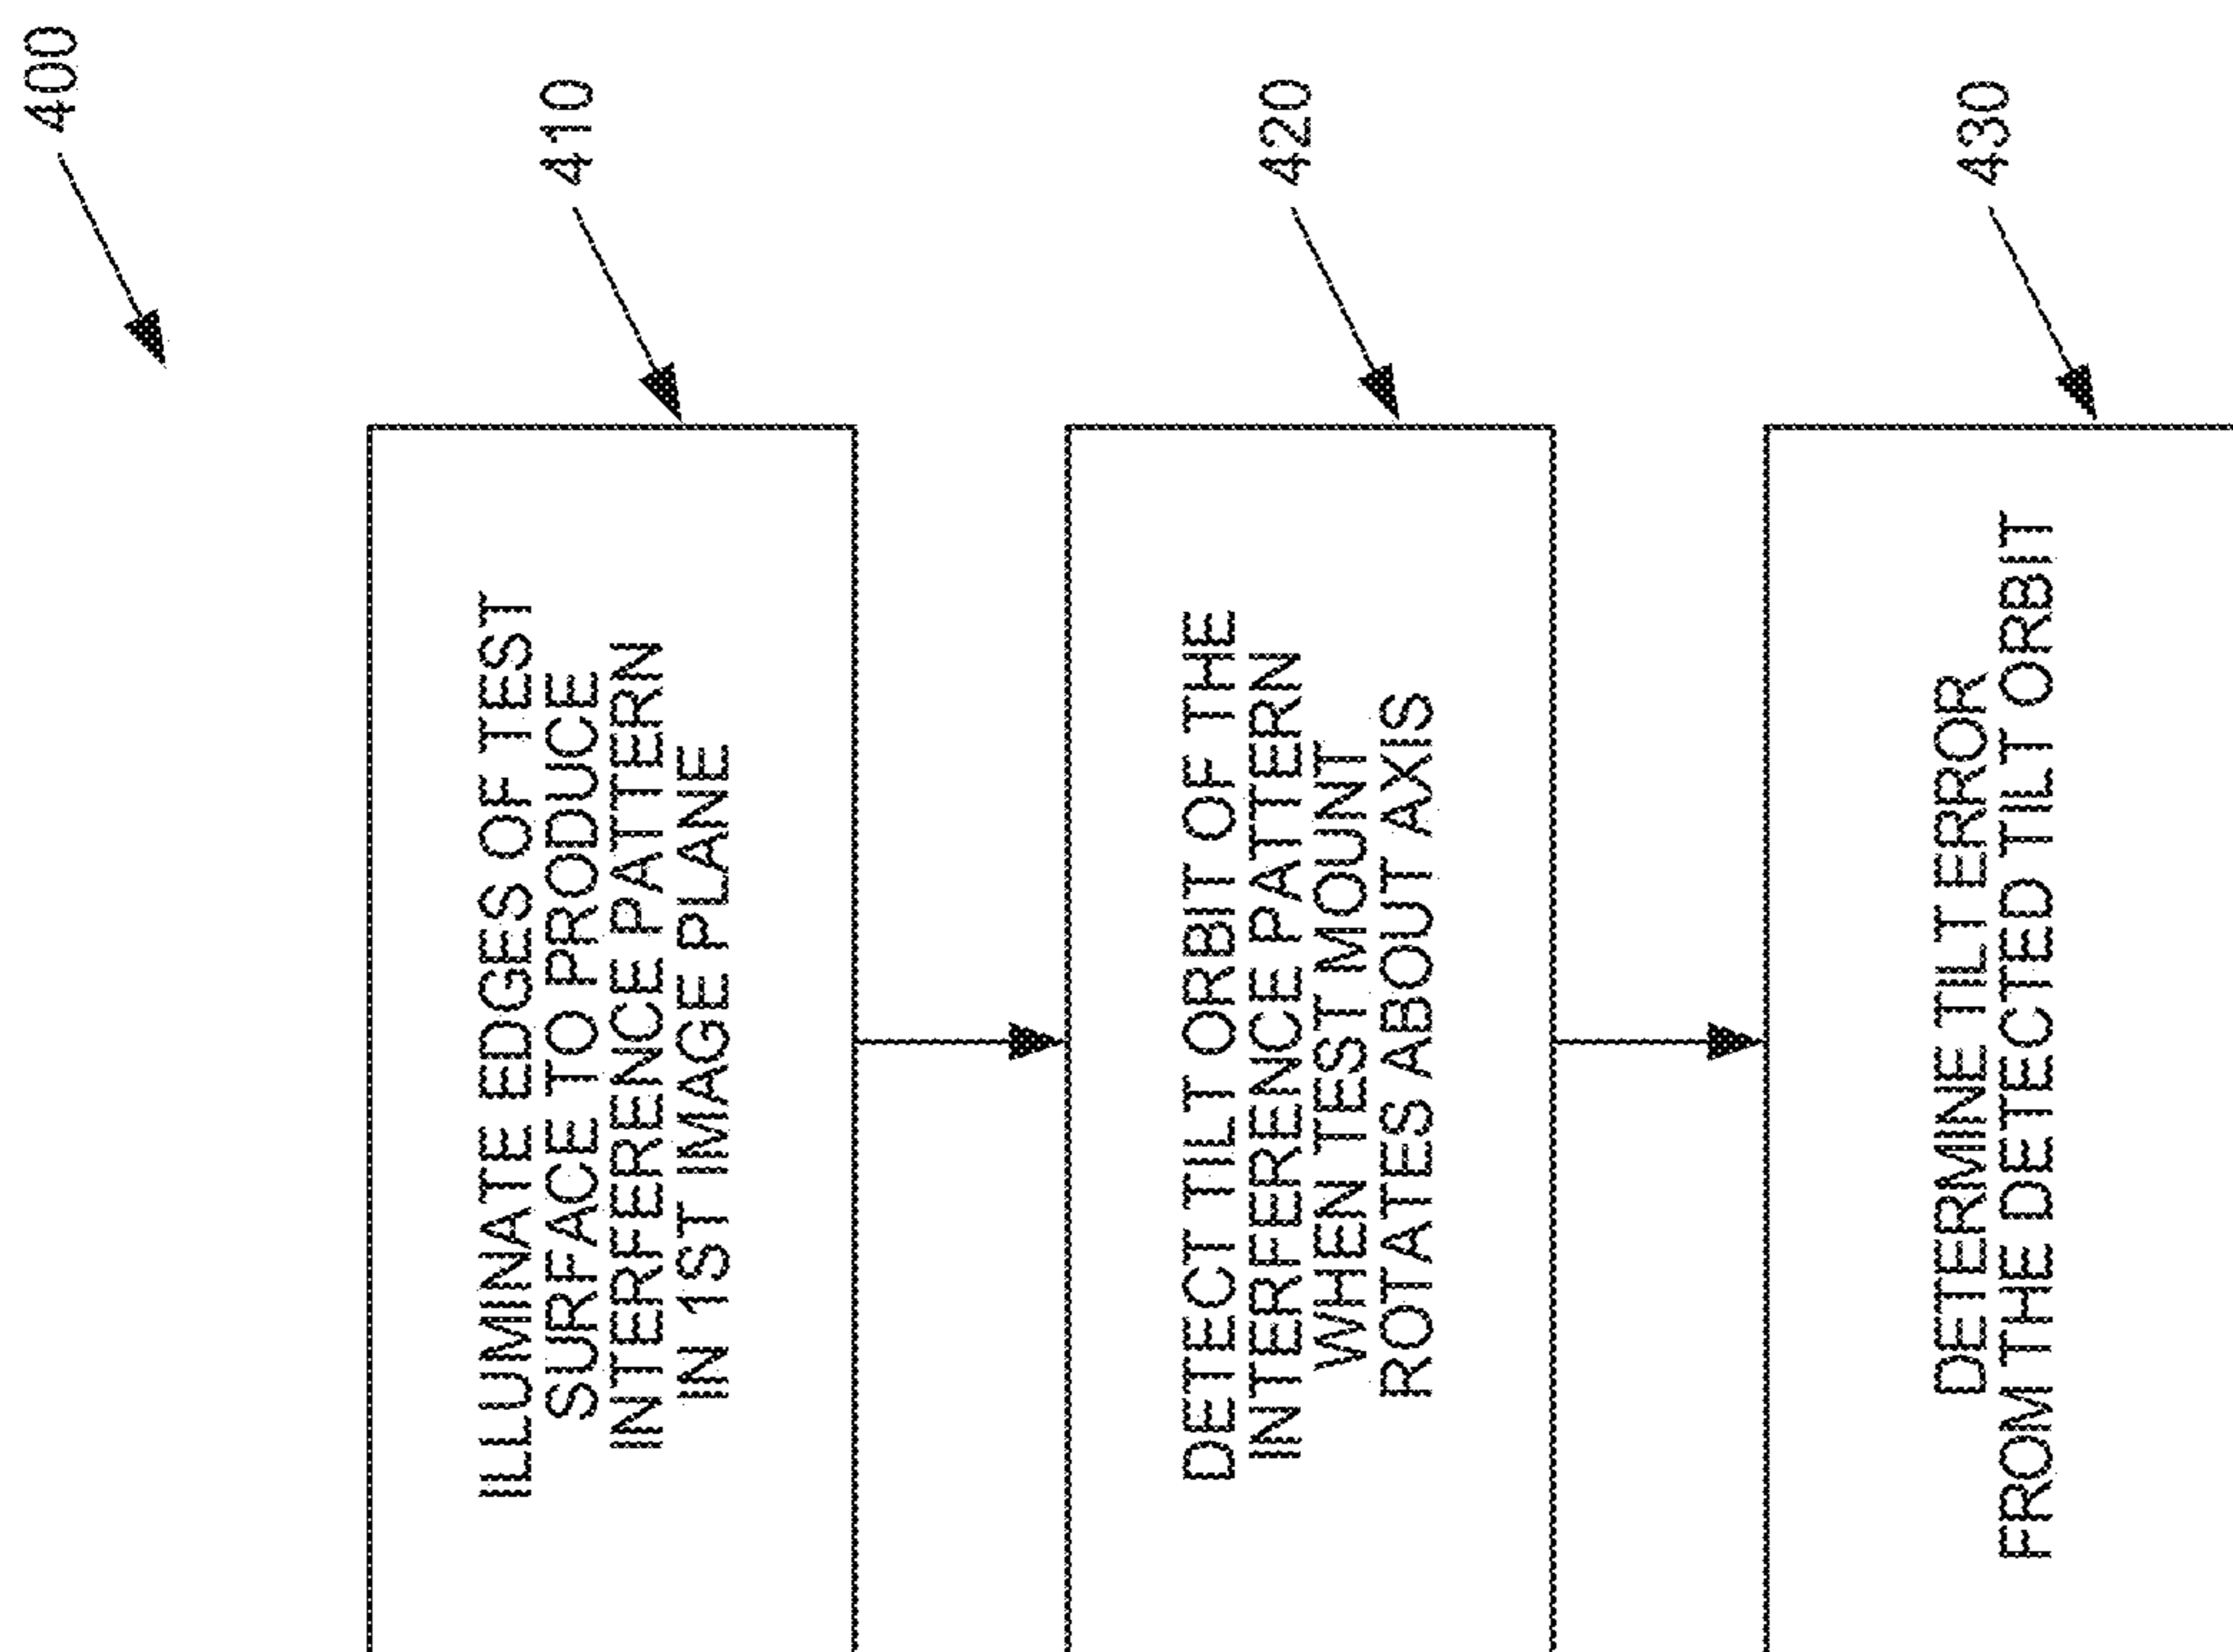 400
410
ILLUMINATE EDGES OF TEST
SURFACE TO PRODUCE
INTERFERENCE PATTERN
IN 1ST IMAGE PLANE
420
DETECT TILT ORBIT OF THE
INTERFERENCE PATTERN
WHEN TEST MOUNT
ROTATES ABOUT AXIS
430
DETERMINE TILT ERROR
FROM THE DETECTED TILT ORBIT